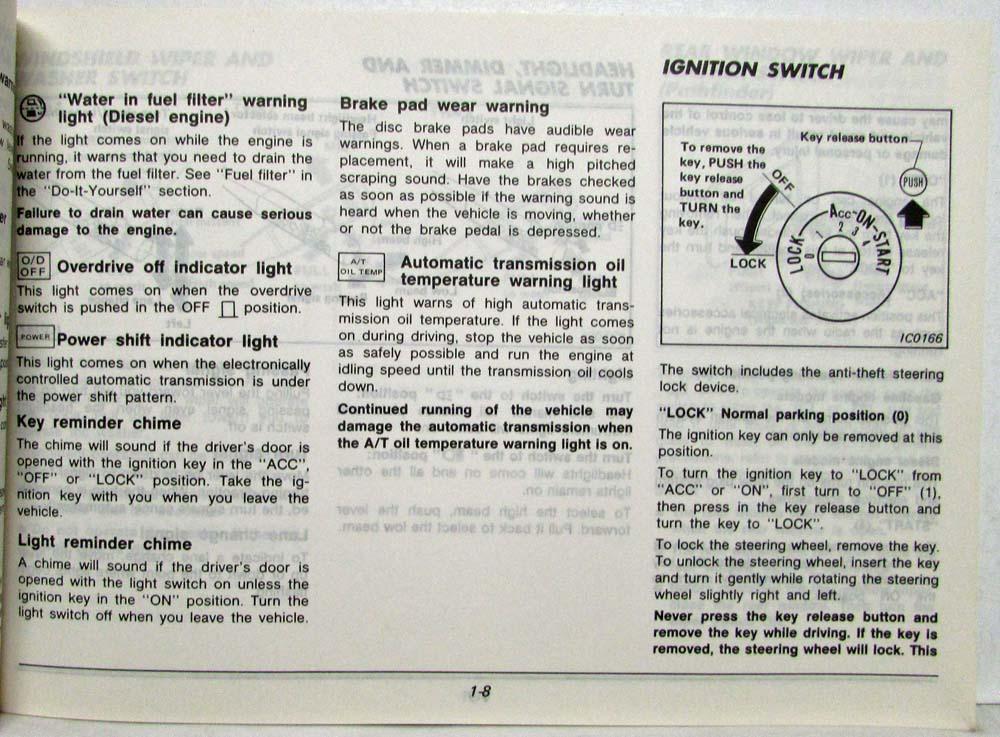 "Water in fuel filter" warning
light (Diesel engine)
If the light comes on while the engine is
running, it warns that you need to drain the
water from the fuel filter. See "Fuel filter" in
the "Do-It-Yourself" section.
Failure to drain water can cause serious
damage to the engine.
O/D
OFF
Overdrive off indicator light
This light comes on when the overdrive
switch is pushed in the OFF position.
POWER
Power shift indicator light
This light comes on when the electronically
controlled automatic transmission is under
the power shift pattern.
Key reminder chime
The chime will sound if the driver's door is
opened with the ignition key in the "ACC",
"OFF" or "LOCK" position. Take the ig-
nition key with you when you leave the
vehicle.
Light reminder chime
A chime will sound if the driver's door is
opened with the light switch on unless the
ignition key in the "ON" position. Turn the
light switch off when you leave the vehicle.
Brake pad wear warning
The disc brake pads have audible wear
warnings. When a brake pad requires re-
placement, it will make a high pitched
scraping sound. Have the brakes checked
as soon as possible if the warning sound is
heard when the vehicle is moving, whether
or not the brake pedal is depressed.
A/T
OIL TEMP
Automatic transmission oil
temperature warning light
This light warns of high automatic trans-
mission oil temperature. If the light comes
on during driving, stop the vehicle as soon
as safely possible and run the engine at
idling speed until the transmission oil cools
down.
Continued running of the vehicle may
damage the automatic transmission when
the A/T oil temperature warning light is on.
IGNITION SWITCH
Key release button
To remove the
key, PUSH the
key release
button and
TURN the
key.
OFF
PUSH
LOCK
LOCK
Acc
ON
START
0
1
2
3
4
IC0166
The switch includes the anti-theft steering
lock device.
"LOCK" Normal parking position (0)
The ignition key can only be removed at this
position.
To turn the ignition key to "LOCK" from
"ACC" or "ON", first turn to "OFF" (1),
then press in the key release button and
turn the key to "LOCK".
To lock the steering wheel, remove the key.
To unlock the steering wheel, insert the key
and turn it gently while rotating the steering
wheel slightly right and left.
Never press the key release button and
remove the key while driving. If the key is
removed, the steering wheel will lock. This
1-8